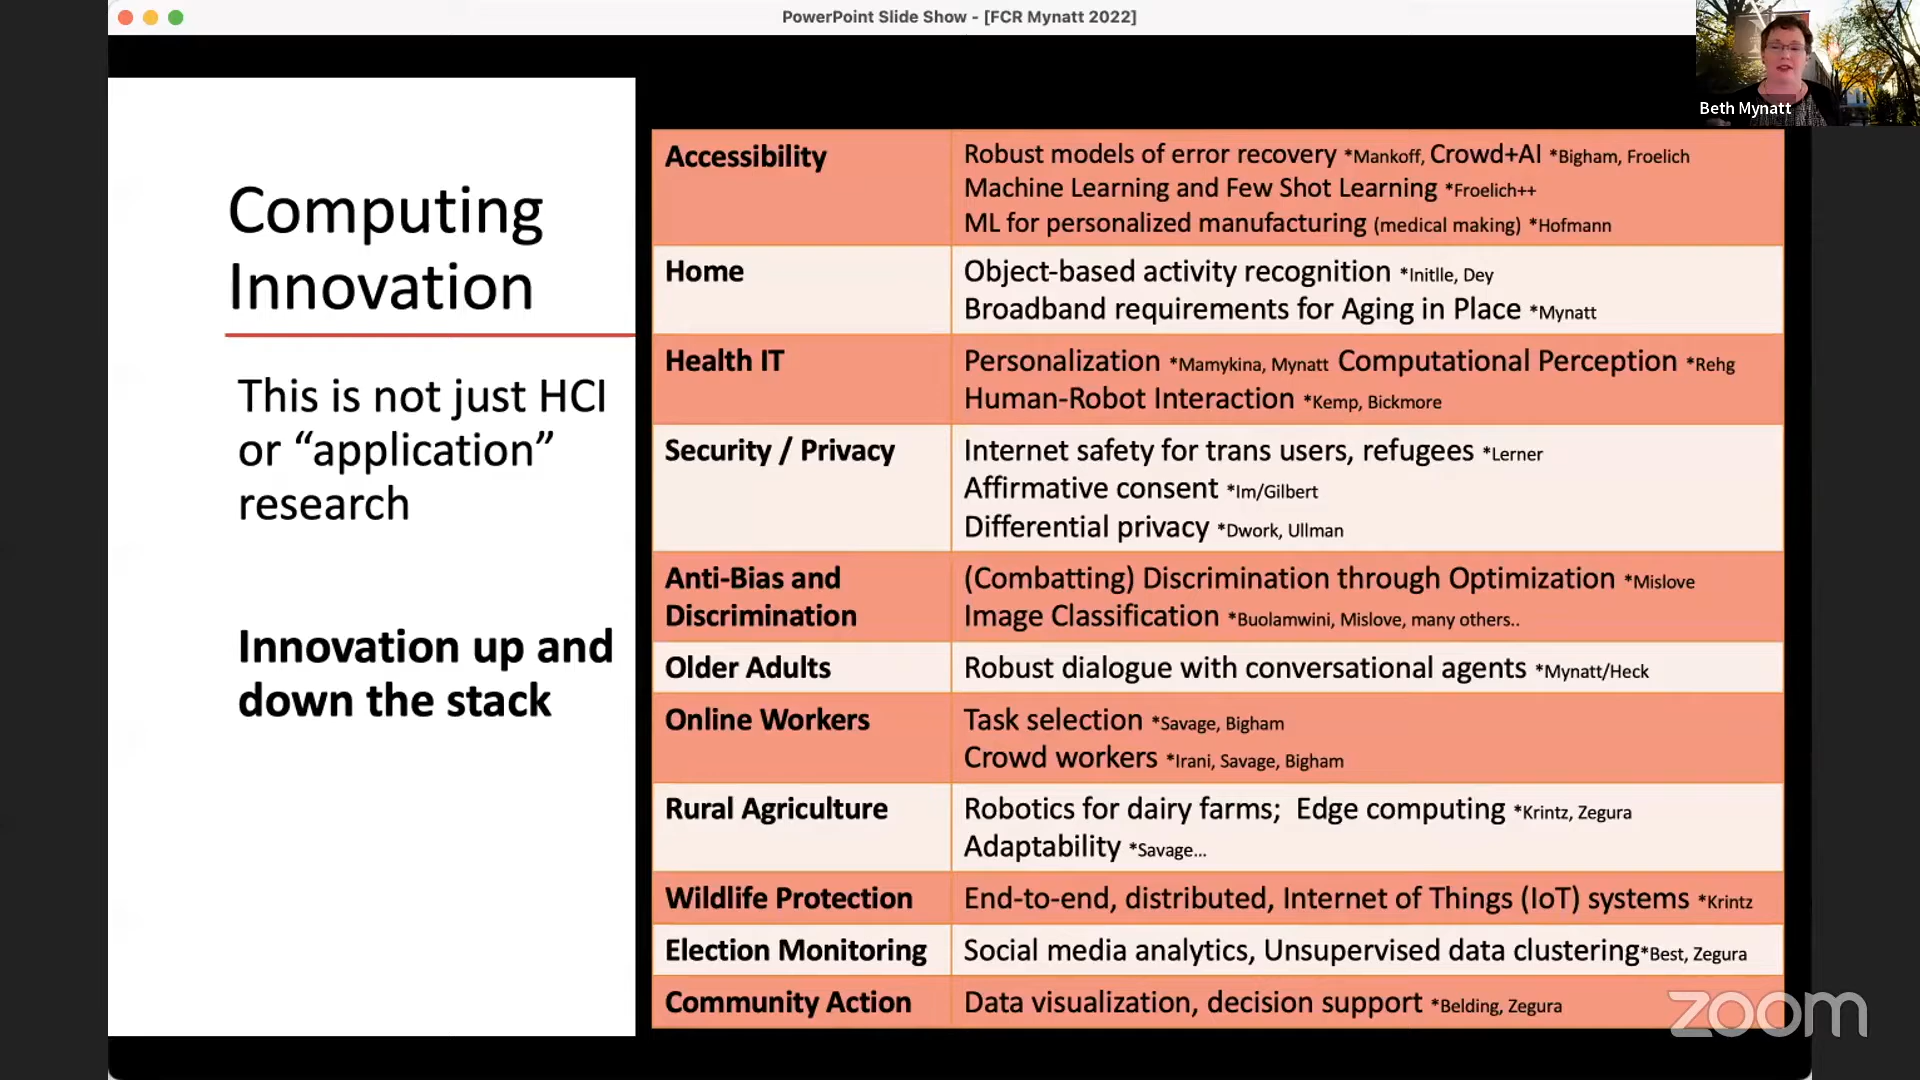 PowerPoint Slide Show - [FCR Mynatt 2022]
Beth Mynatt
Computing
Innovation
This is not just HCI
or “application”
research
Innovation up and
down the stack
Accessibility
Robust models of error recovery *Mankoff, Crowd+AI *Bigham, Froelich
Machine Learning and Few Shot Learning *Froelich++
ML for personalized manufacturing (medical making) *Hofmann
Home
Object-based activity recognition *Initlle, Dey
Broadband requirements for Aging in Place *Mynatt
Health IT
Personalization *Mamykina, Mynatt Computational Perception *Rehg
Human-Robot Interaction *Kemp, Bickmore
Security / Privacy
Internet safety for trans users, refugees *Lerner
Affirmative consent *Im/Gilbert
Differential privacy *Dwork, Ullman
Anti-Bias and
Discrimination
(Combatting) Discrimination through Optimization *Mislove
Image Classification *Buolamwini, Mislove, many others..
Older Adults
Robust dialogue with conversational agents *Mynatt/Heck
Online Workers
Task selection *Savage, Bigham
Crowd workers *Irani, Savage, Bigham
Rural Agriculture
Robotics for dairy farms; Edge computing *Krintz, Zegura
Adaptability *Savage...
Wildlife Protection
End-to-end, distributed, Internet of Things (IoT) systems *Krintz
Election Monitoring
Social media analytics, Unsupervised data clustering*Best, Zegura
Community Action
Data visualization, decision support *Belding, Zegura
zoom